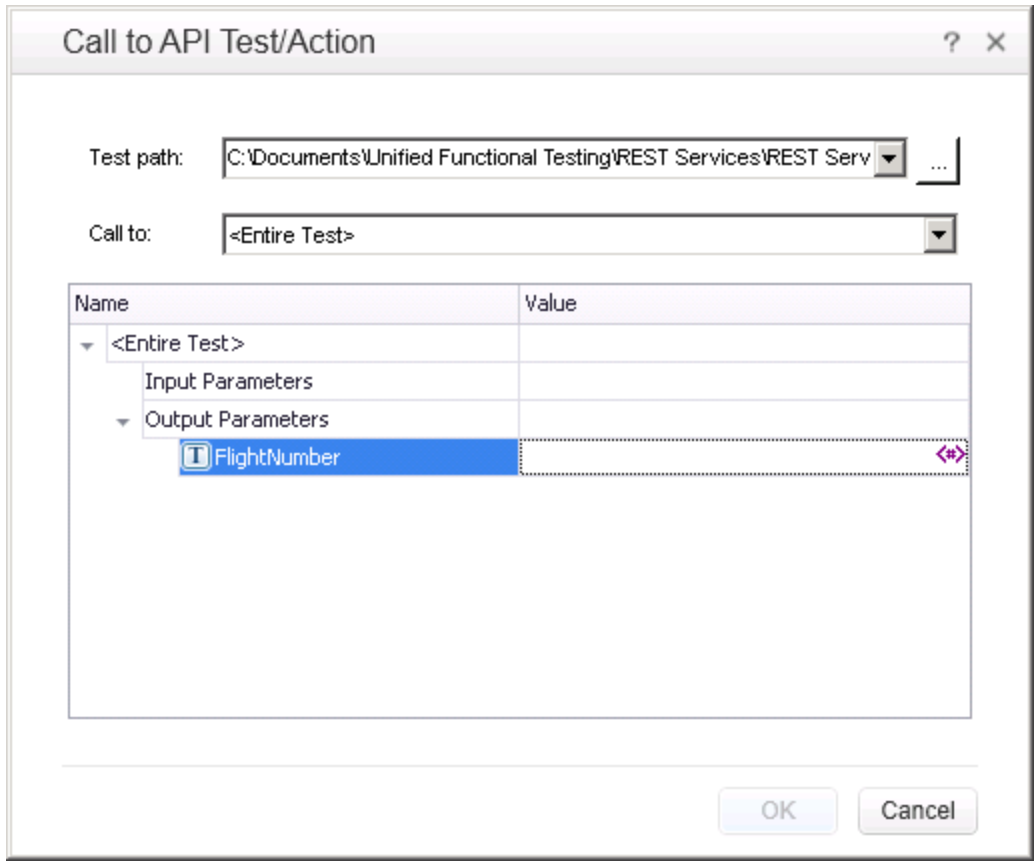 Call to API Test/Action ? ×
Test path: C:\Documents\Unified Functional Testing\REST Services\REST Serv ...
Call to: <Entire Test>
Name Value
<Entire Test>
Input Parameters
Output Parameters
T FlightNumber <#>
OK Cancel